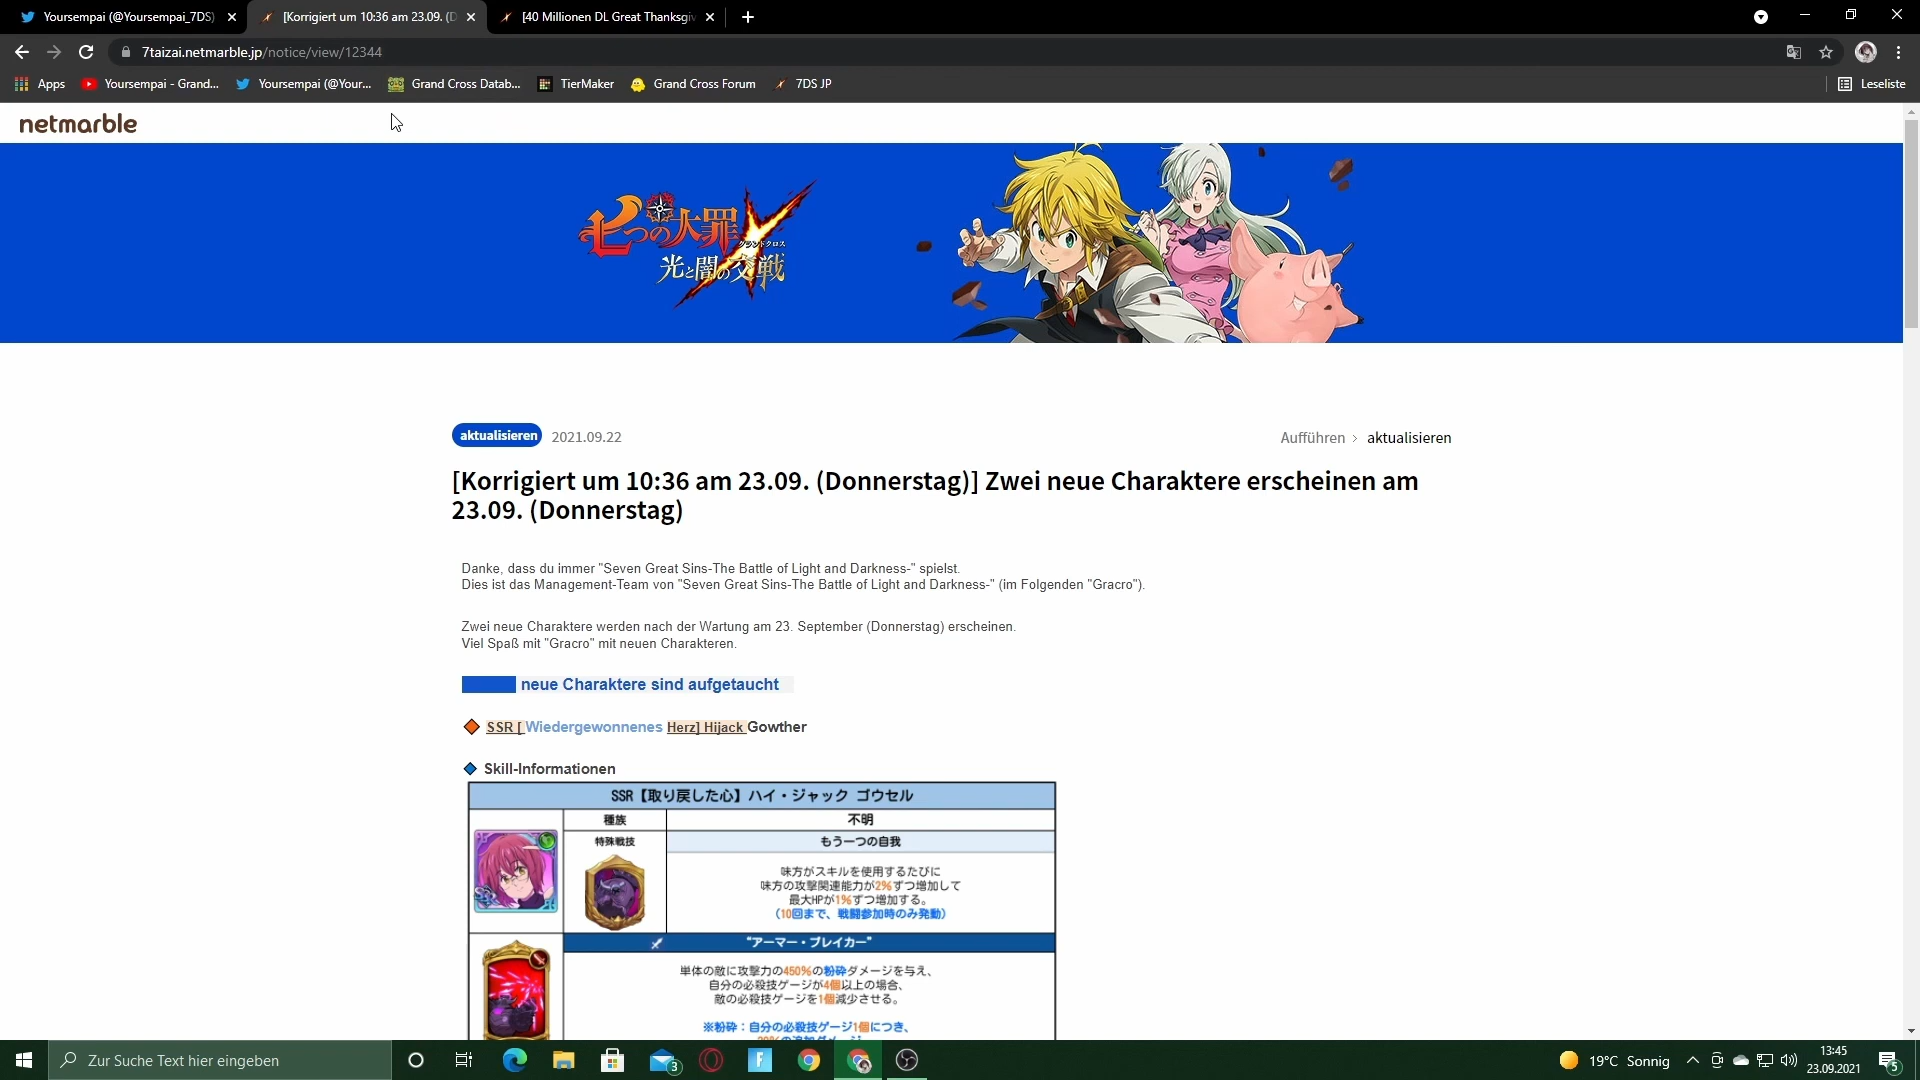 Yoursempai (@Yoursempai_7DS)
[Korrigiert um 10:36 am 23.09. (D
[40 Millionen DL Great Thanksgiv
7taizai.netmarble.jp/notice/view/12344
Apps
Yoursempai - Grand...
Yoursempai (@Your...
Grand Cross Datab...
TierMaker
Grand Cross Forum
7DS JP
Leseliste
netmarble
七つの大罪
グランドクロス
光と闇の交戦
aktualisieren 2021.09.22
Aufführen > aktualisieren
[Korrigiert um 10:36 am 23.09. (Donnerstag)] Zwei neue Charaktere erscheinen am
23.09. (Donnerstag)
Danke, dass du immer "Seven Great Sins-The Battle of Light and Darkness-" spielst.
Dies ist das Management-Team von "Seven Great Sins-The Battle of Light and Darkness-" (im Folgenden "Gracro").
Zwei neue Charaktere werden nach der Wartung am 23. September (Donnerstag) erscheinen.
Viel Spaß mit "Gracro" mit neuen Charakteren.
neue Charaktere sind aufgetaucht
SSR [ Wiedergewonnenes Herz] Hijack Gowther
Skill-Informationen
SSR【取り戻した心】ハイ・ジャック ゴウセル
種族
不明
特殊戦技
もう一つの自我
味方がスキルを使用するたびに
味方の攻撃関連能力が2%ずつ増加して
最大HPが1%ずつ増加する。
(10回まで、戦闘参加時のみ発動)
“アーマー・ブレイカー”
単体の敵に攻撃力の450%の粉砕ダメージを与え、
自分の必殺技ゲージが4個以上の場合、
敵の必殺技ゲージを1個減少させる。
※粉砕：自分の必殺技ゲージ1個につき、
Zur Suche Text hier eingeben
3
19°C Sonnig
13:45
23.09.2021
5